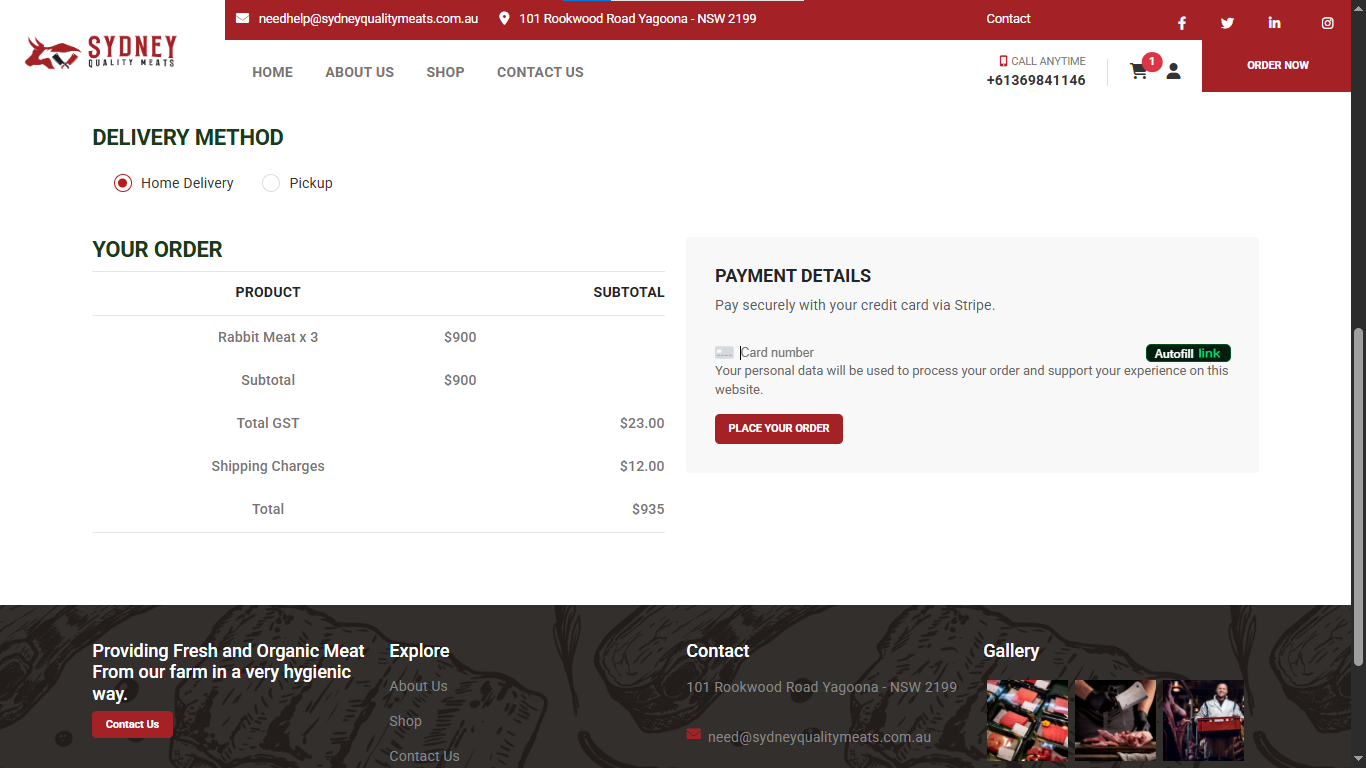 needhelp@sydneyqualitymeats.com.au 101 Rookwood Road Yagoona - NSW 2199 Contact
SYDNEY
QUALITY MEATS
HOME ABOUT US SHOP CONTACT US
CALL ANYTIME
+61369841146
1
ORDER NOW
DELIVERY METHOD
Home Delivery Pickup
YOUR ORDER
PRODUCT SUBTOTAL
Rabbit Meat x 3 $900
Subtotal $900
Total GST $23.00
Shipping Charges $12.00
Total $935
PAYMENT DETAILS
Pay securely with your credit card via Stripe.
Card number Autofill link
Your personal data will be used to process your order and support your experience on this
website.
PLACE YOUR ORDER
Providing Fresh and Organic Meat
From our farm in a very hygienic
way.
Contact Us
Explore
About Us
Shop
Contact Us
Contact
101 Rookwood Road Yagoona - NSW 2199
need@sydneyqualitymeats.com.au
Gallery